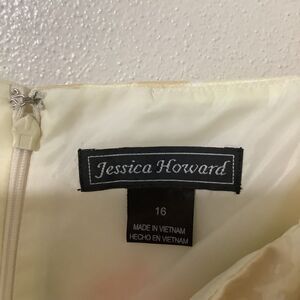 Jessica Howard
16
MADE IN VIETNAM
HECHO EN VIETNAM